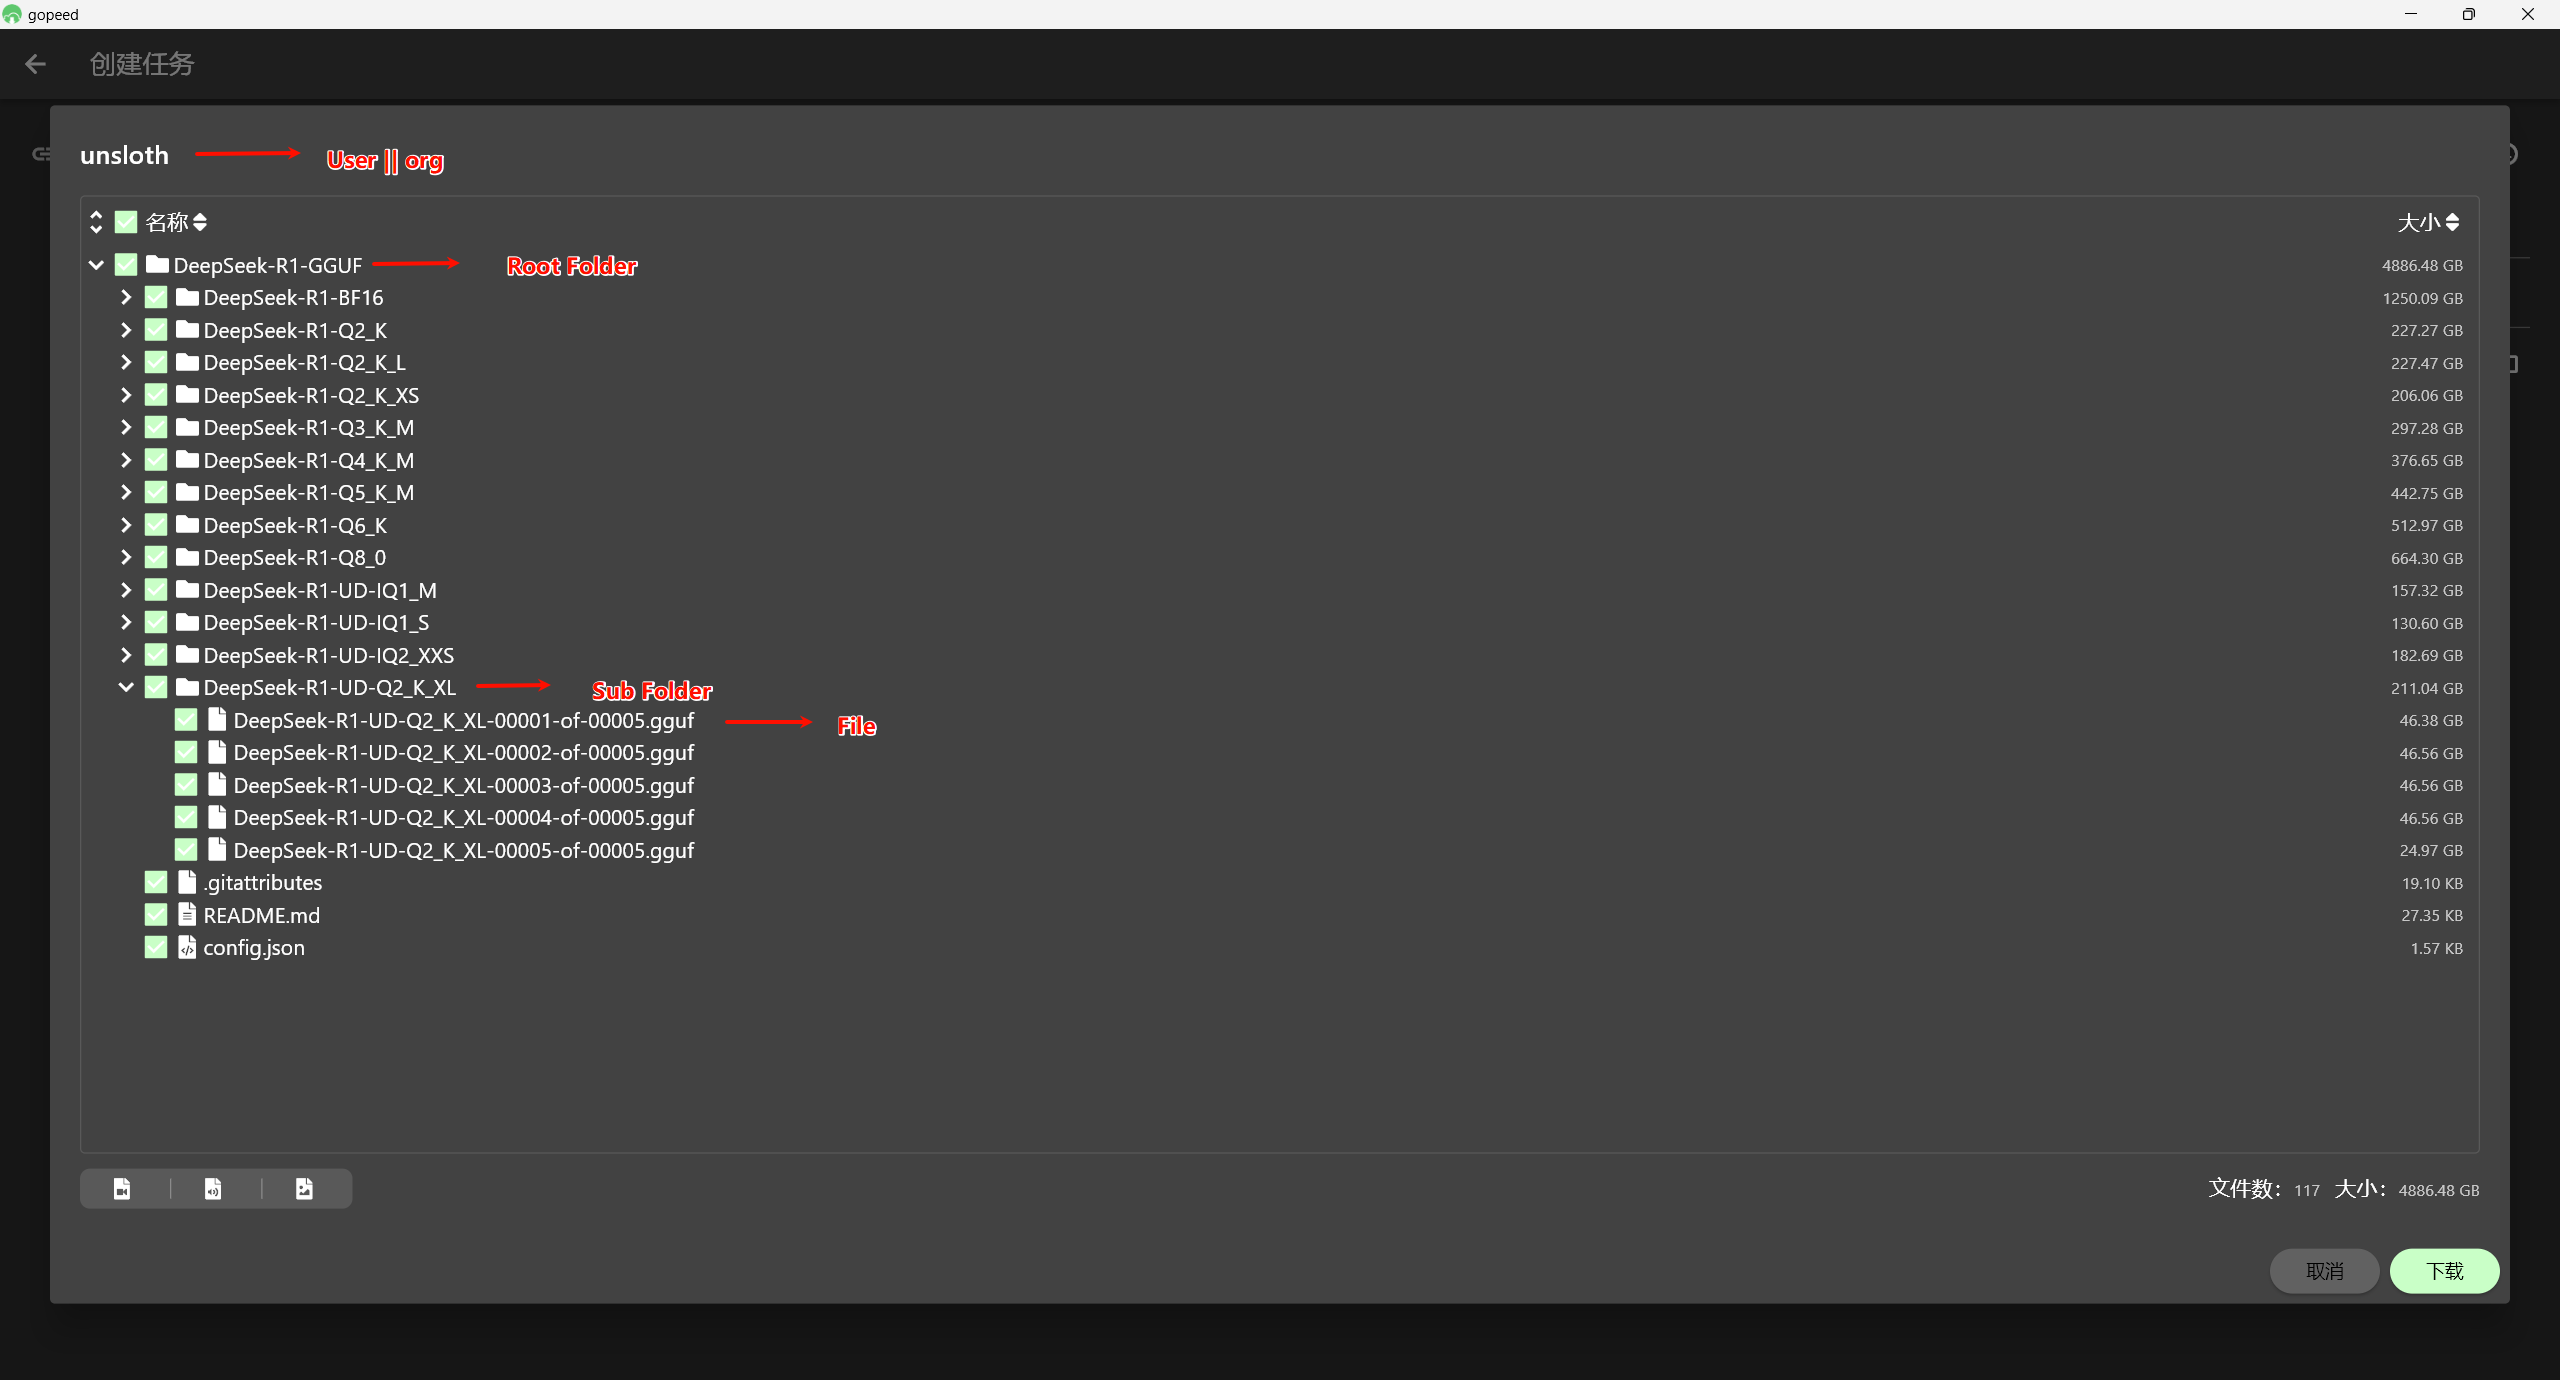 gopeed
创建任务
unsloth User || org
名称 大小
DeepSeek-R1-GGUF Root Folder 4886.48 GB
DeepSeek-R1-BF16 1250.09 GB
DeepSeek-R1-Q2_K 227.27 GB
DeepSeek-R1-Q2_K_L 227.47 GB
DeepSeek-R1-Q2_K_XS 206.06 GB
DeepSeek-R1-Q3_K_M 297.28 GB
DeepSeek-R1-Q4_K_M 376.65 GB
DeepSeek-R1-Q5_K_M 442.75 GB
DeepSeek-R1-Q6_K 512.97 GB
DeepSeek-R1-Q8_0 664.30 GB
DeepSeek-R1-UD-IQ1_M 157.32 GB
DeepSeek-R1-UD-IQ1_S 130.60 GB
DeepSeek-R1-UD-IQ2_XXS 182.69 GB
DeepSeek-R1-UD-Q2_K_XL Sub Folder 211.04 GB
DeepSeek-R1-UD-Q2_K_XL-00001-of-00005.gguf File 46.38 GB
DeepSeek-R1-UD-Q2_K_XL-00002-of-00005.gguf 46.56 GB
DeepSeek-R1-UD-Q2_K_XL-00003-of-00005.gguf 46.56 GB
DeepSeek-R1-UD-Q2_K_XL-00004-of-00005.gguf 46.56 GB
DeepSeek-R1-UD-Q2_K_XL-00005-of-00005.gguf 24.97 GB
.gitattributes 19.10 KB
README.md 27.35 KB
config.json 1.57 KB
文件数： 117 大小： 4886.48 GB
取消 下载